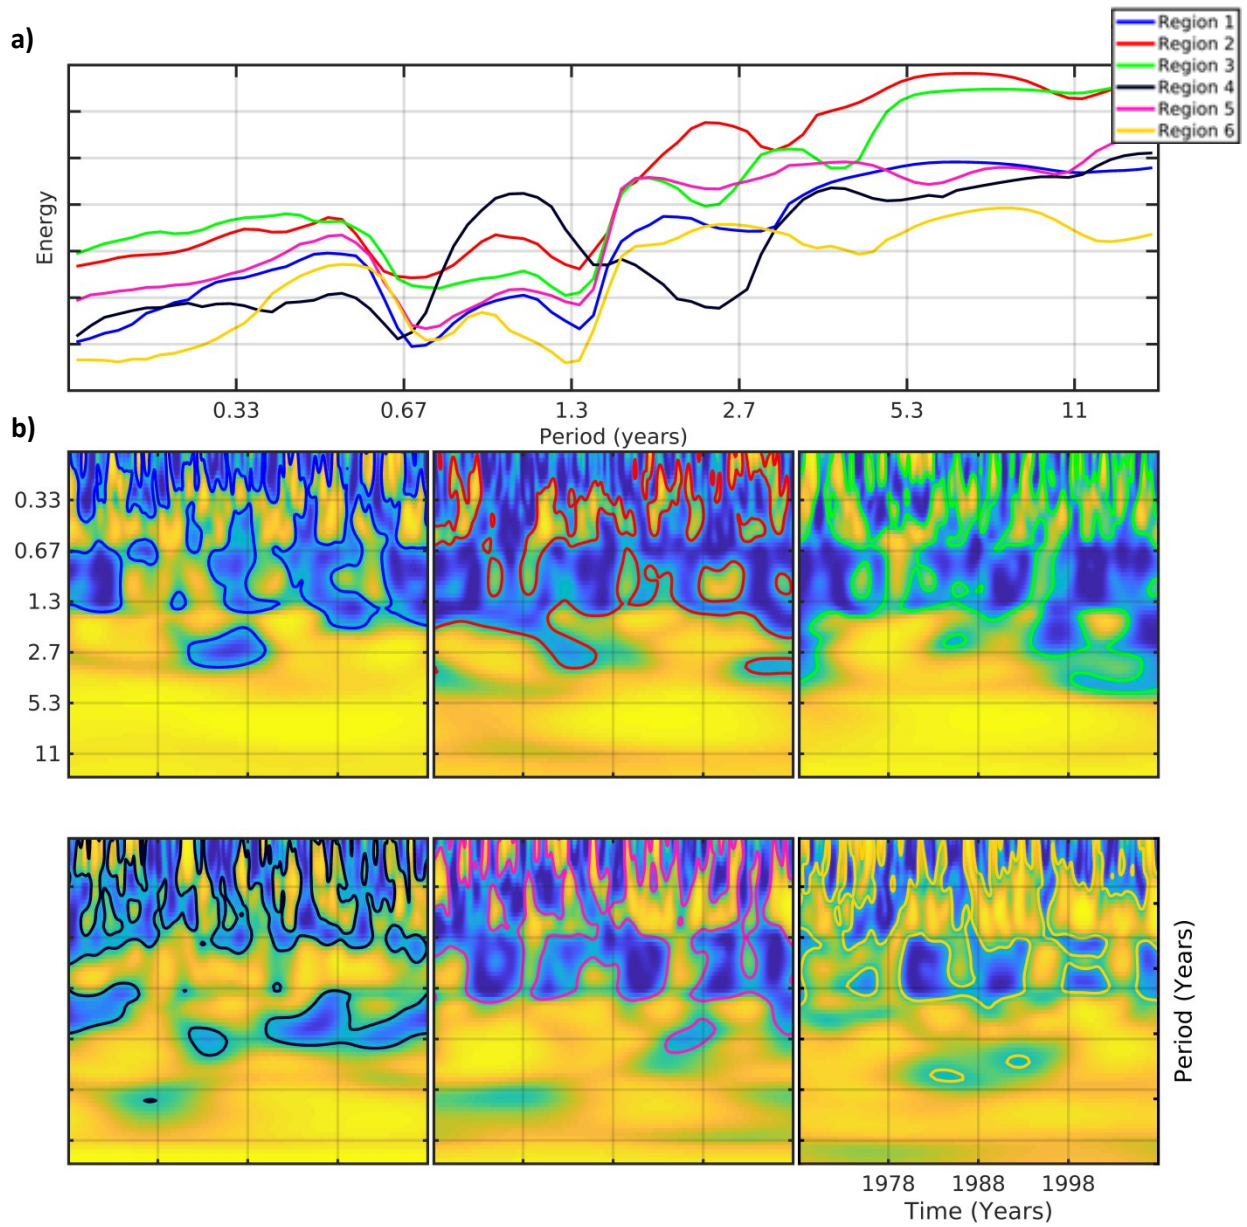 a)
Region 1
Region 2
Region 3
Region 4
Region 5
Region 6
Energy
0.33 0.67 1.3 2.7 5.3 11
Period (years)
b)
0.33
0.67
1.3
2.7
5.3
11
Period (Years)
1978 1988 1998
Time (Years)